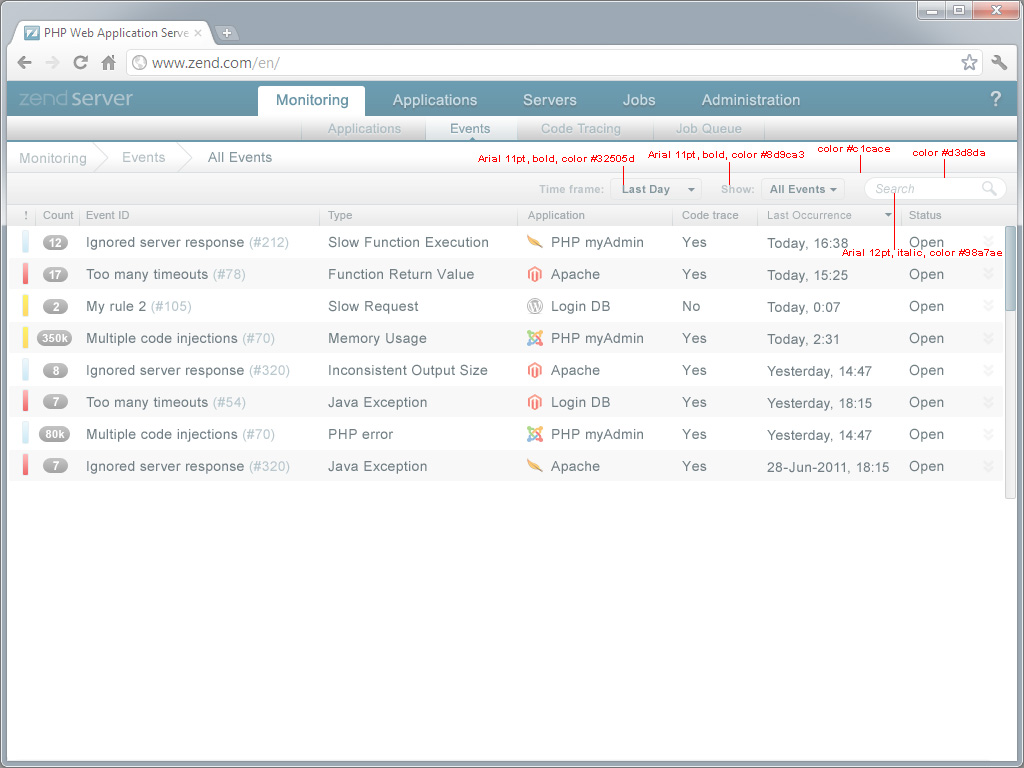 PHP Web Application Serve
www.zend.com/en/
zend Server Monitoring Applications Servers Jobs Administration ?
Applications Events Code Tracing Job Queue
Monitoring Events All Events
Arial 11pt, bold, color #32505d Arial 11pt, bold, color #8d9ca3 color #c1cace color #d3d8da
Time frame: Last Day Show: All Events Search
! Count Event ID Type Application Code trace Last Occurrence Status
12 Ignored server response (#212) Slow Function Execution PHP myAdmin Yes Today, 16:38 Open
Arial 12pt, italic, color #98a7ae
17 Too many timeouts (#78) Function Return Value Apache Yes Today, 15:25 Open
2 My rule 2 (#105) Slow Request Login DB No Today, 0:07 Open
350k Multiple code injections (#70) Memory Usage PHP myAdmin Yes Today, 2:31 Open
8 Ignored server response (#320) Inconsistent Output Size Apache Yes Yesterday, 14:47 Open
7 Too many timeouts (#54) Java Exception Login DB Yes Yesterday, 18:15 Open
80k Multiple code injections (#70) PHP error PHP myAdmin Yes Yesterday, 14:47 Open
7 Ignored server response (#320) Java Exception Apache Yes 28-Jun-2011, 18:15 Open